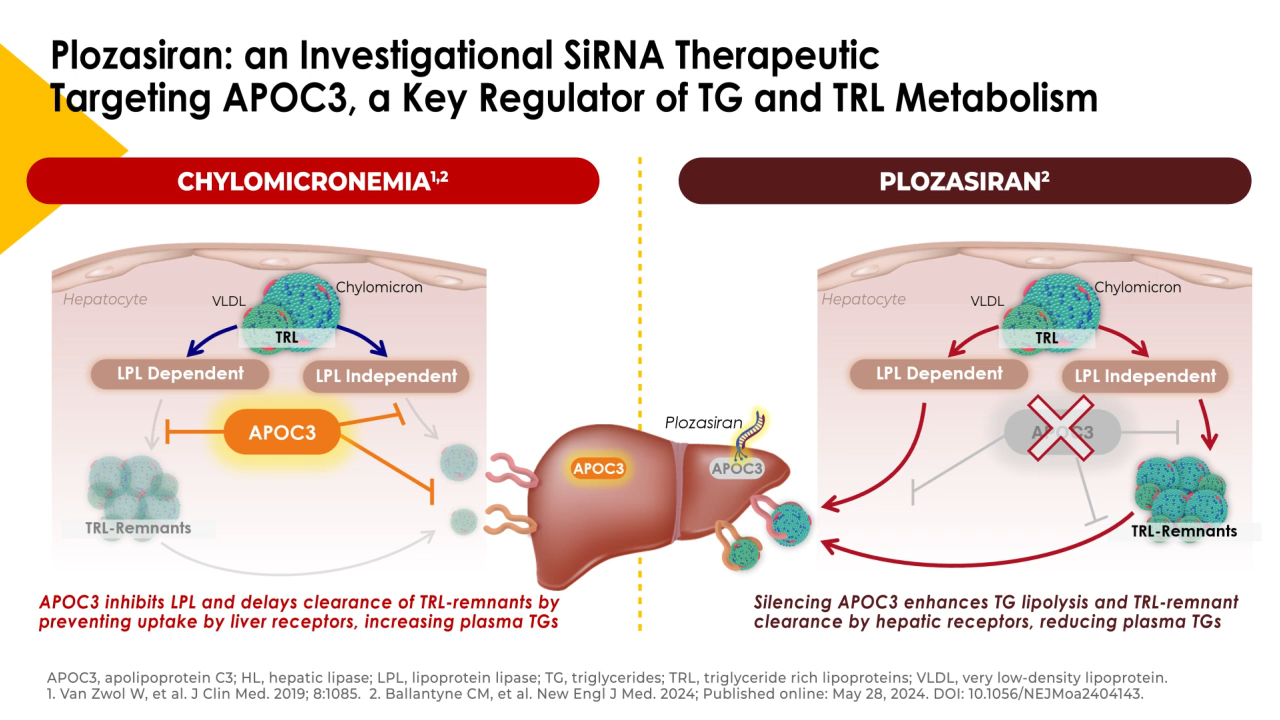 Plozasiran: an Investigational SiRNA Therapeutic
Targeting APOC3, a Key Regulator of TG and TRL Metabolism
CHYLOMICRONEMIA¹,²
PLOZASIRAN²
Hepatocyte
VLDL
Chylomicron
TRL
LPL Dependent
LPL Independent
APOC3
TRL-Remnants
APOC3
Plozasiran
APOC3
Hepatocyte
VLDL
Chylomicron
TRL
LPL Dependent
LPL Independent
APOC3
TRL-Remnants
APOC3 inhibits LPL and delays clearance of TRL-remnants by
preventing uptake by liver receptors, increasing plasma TGs
Silencing APOC3 enhances TG lipolysis and TRL-remnant
clearance by hepatic receptors, reducing plasma TGs
APOC3, apolipoprotein C3; HL, hepatic lipase; LPL, lipoprotein lipase; TG, triglycerides; TRL, triglyceride rich lipoproteins; VLDL, very low-density lipoprotein.
1. Van Zwol W, et al. J Clin Med. 2019; 8:1085. 2. Ballantyne CM, et al. New Engl J Med. 2024; Published online: May 28, 2024. DOI: 10.1056/NEJMoa2404143.